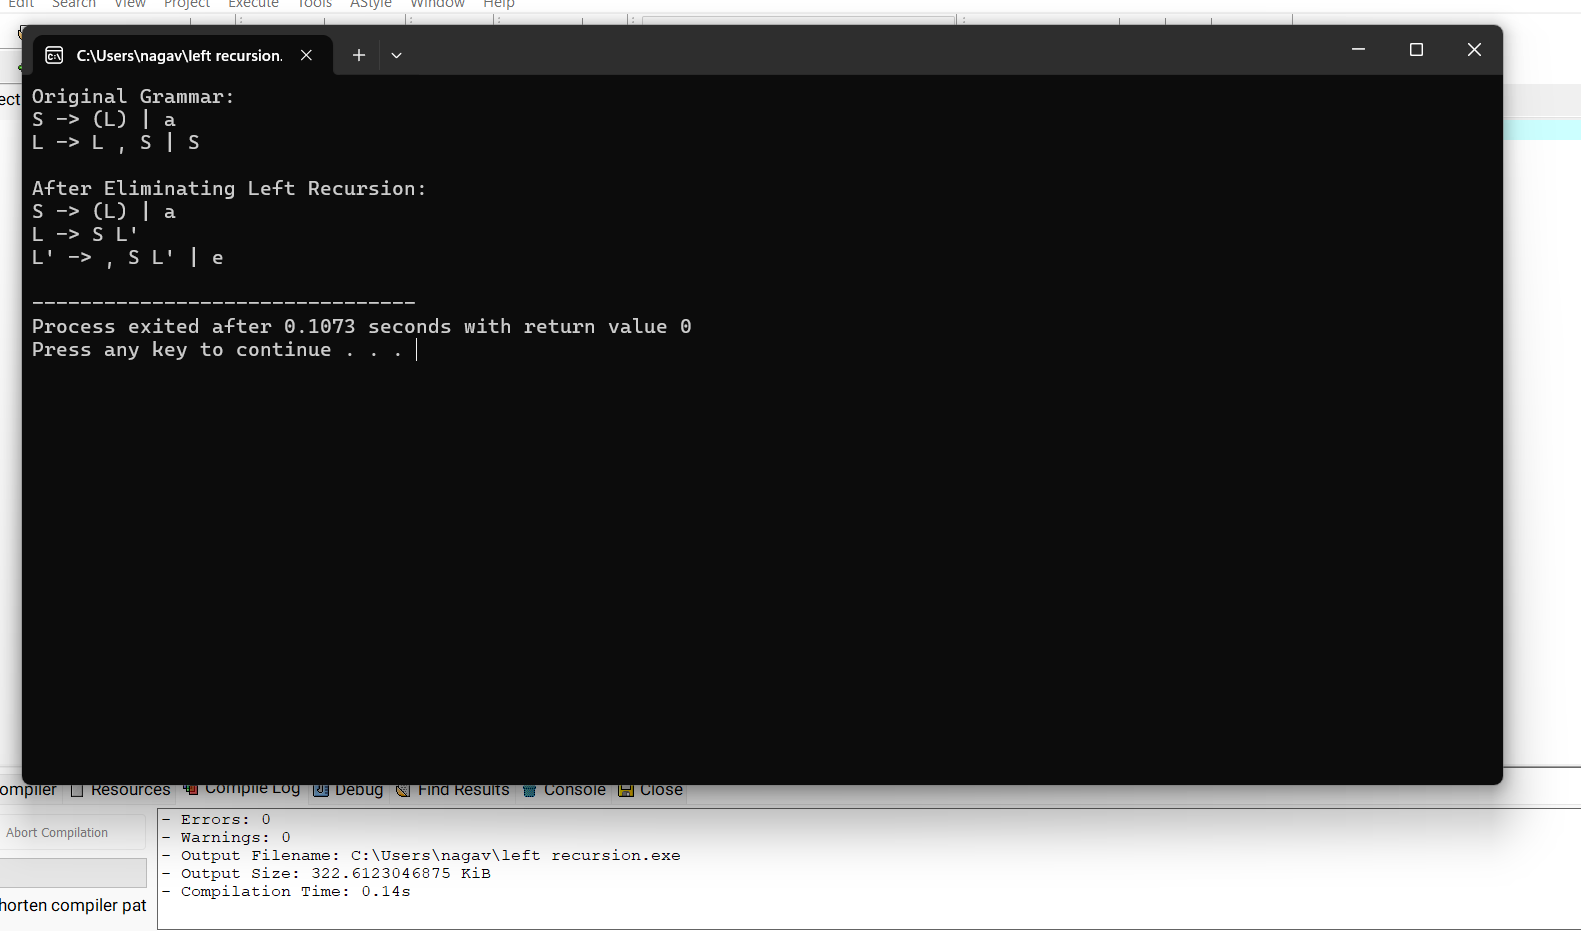 Edit Search View Project Execute Tools AStyle Window Help
C:\Users\nagav\left recursion.
Original Grammar:
S -> (L) | a
L -> L , S | S
After Eliminating Left Recursion:
S -> (L) | a
L -> S L'
L' -> , S L' | e
--------------------------------
Process exited after 0.1073 seconds with return value 0
Press any key to continue . . .
ect
ompiler Resources Compile Log Debug Find Results Console Close
Abort Compilation
horten compiler pat
- Errors: 0
- Warnings: 0
- Output Filename: C:\Users\nagav\left recursion.exe
- Output Size: 322.6123046875 KiB
- Compilation Time: 0.14s